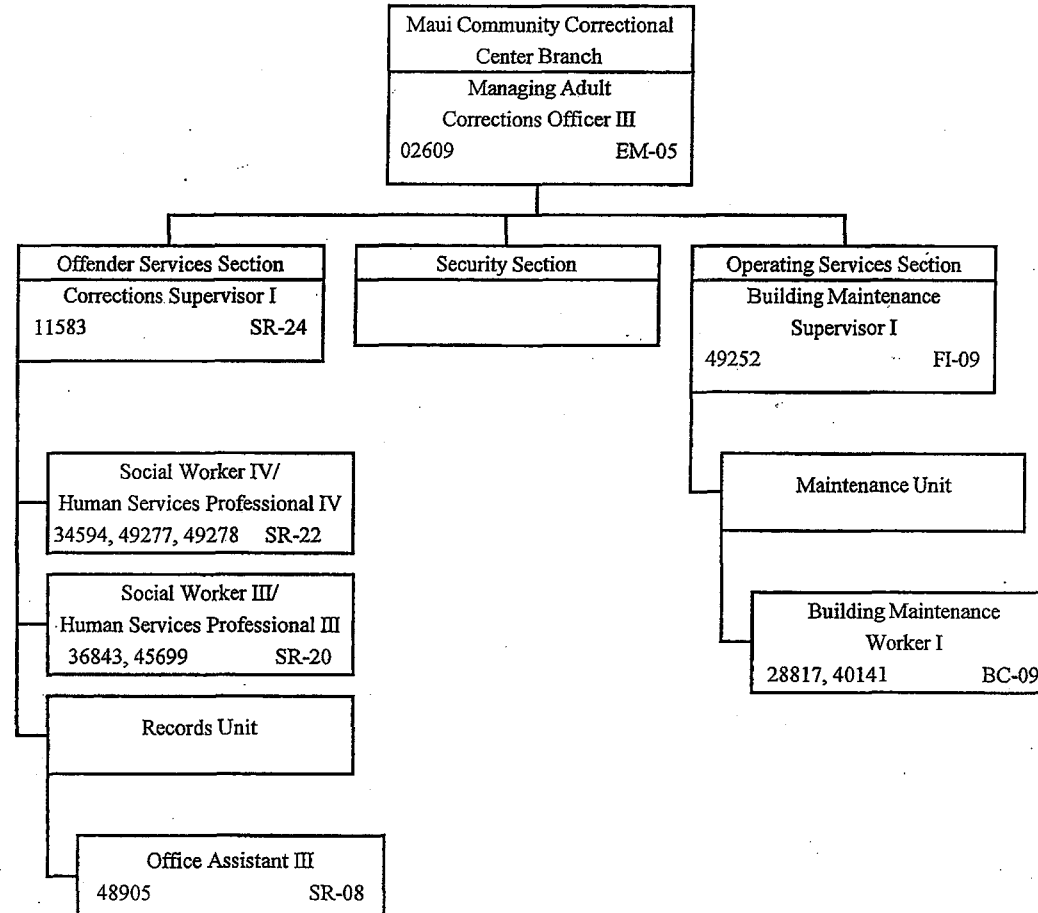 Maui Community Correctional
Center Branch
Managing Adult
Corrections Officer III
02609 EM-05
Offender Services Section
Corrections Supervisor I
11583 SR-24
Security Section
Operating Services Section
Building Maintenance
Supervisor I
49252 FI-09
Social Worker IV/
Human Services Professional IV
34594, 49277, 49278 SR-22
Social Worker III/
Human Services Professional III
36843, 45699 SR-20
Records Unit
Office Assistant III
48905 SR-08
Maintenance Unit
Building Maintenance
Worker I
28817, 40141 BC-09